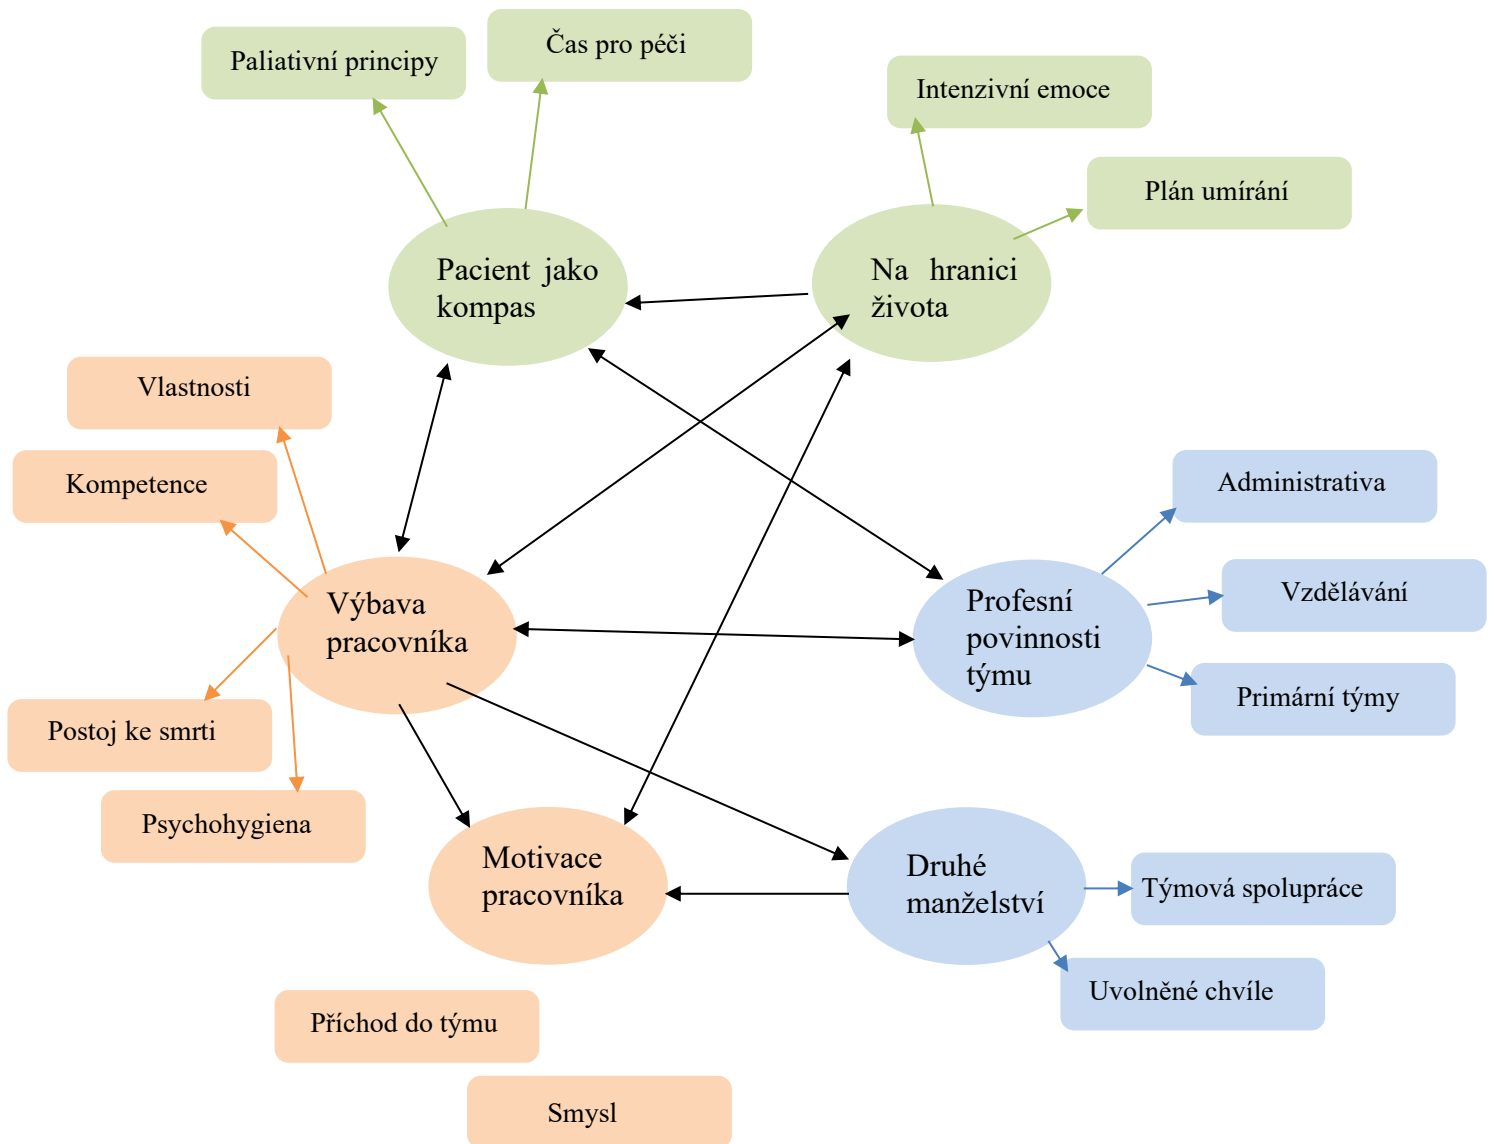 Čas pro péči
Paliativní principy
Intenzivní emoce
Plán umírání
Pacient jako
kompas
Na hranici
života
Vlastnosti
Kompetence
Administrativa
Vzdělávání
Výbava
pracovníka
Profesní
povinnosti
týmu
Primární týmy
Postoj ke smrti
Psychohygiena
Motivace
pracovníka
Druhé
manželství
Týmová spolupráce
Uvolněné chvíle
Příchod do týmu
Smysl